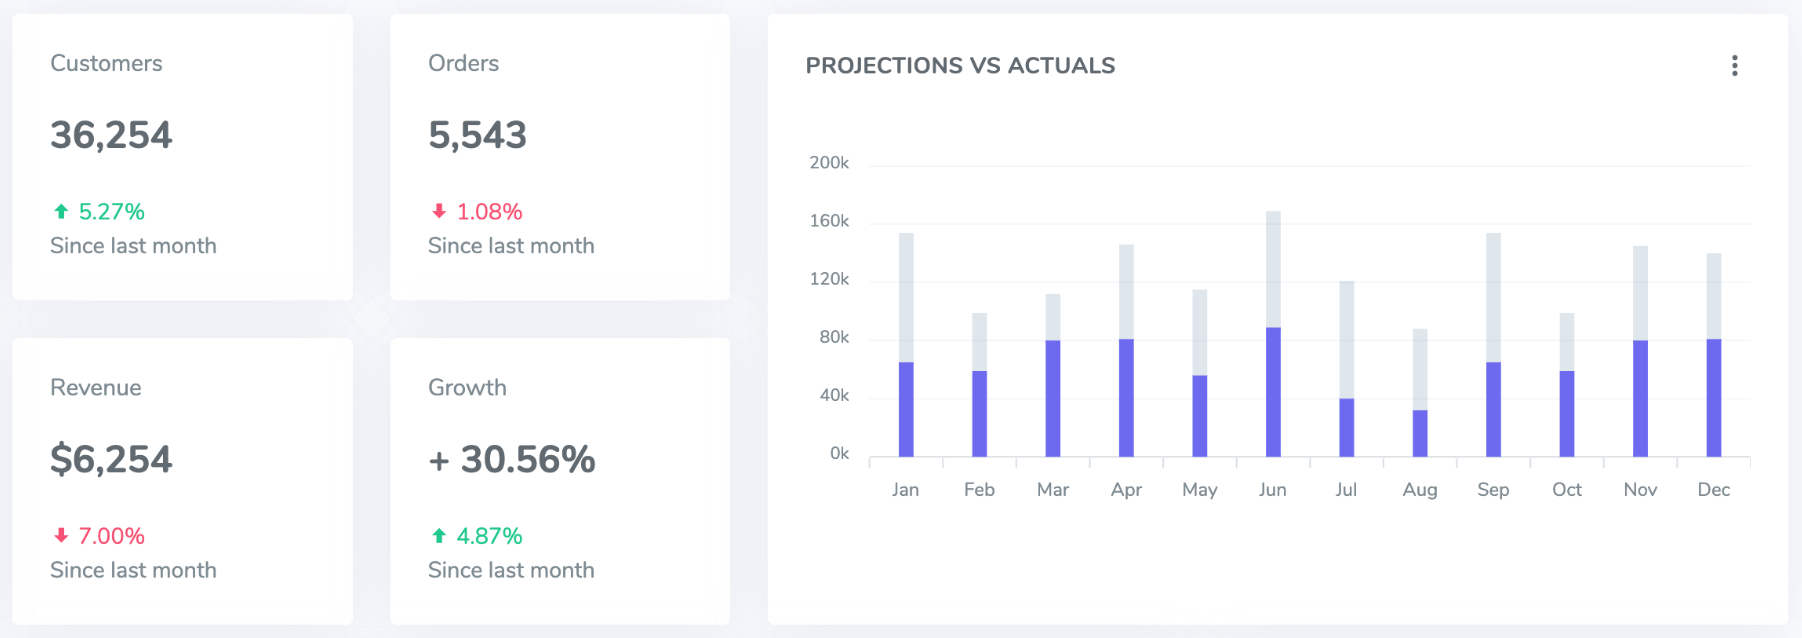 Customers
36,254
5.27%
Since last month
Orders
5,543
1.08%
Since last month
Revenue
$6,254
7.00%
Since last month
Growth
+ 30.56%
4.87%
Since last month
PROJECTIONS VS ACTUALS
200k
160k
120k
80k
40k
0k
Jan Feb Mar Apr May Jun Jul Aug Sep Oct Nov Dec